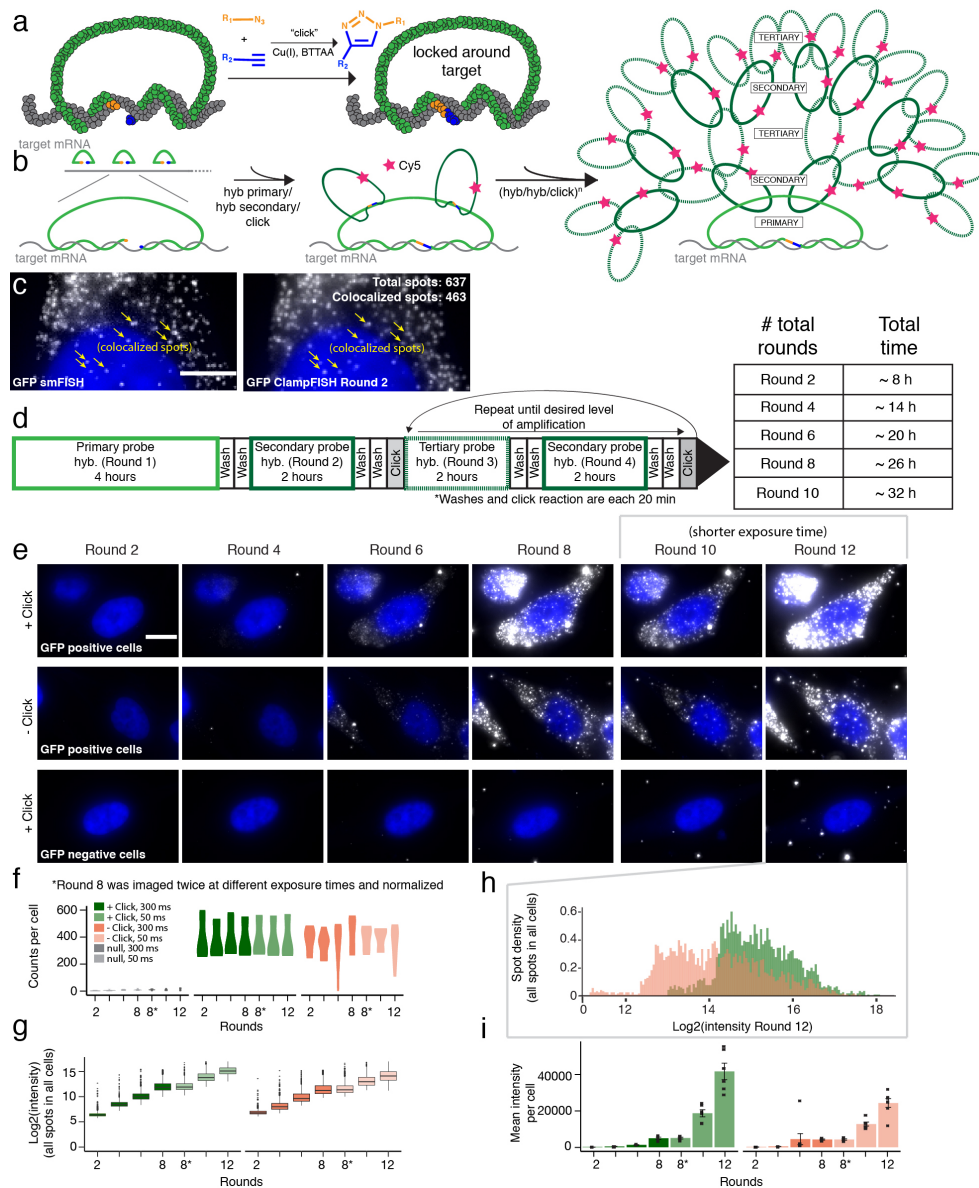 a
R1—N3
+
R2
"click"
Cu(I), BTTAA
N=N
N
R1
R2
locked around
target
target mRNA
TERTIARY
SECONDARY
TERTIARY
SECONDARY
PRIMARY
target mRNA
b
hyb primary/
hyb secondary/
click
Cy5
(hyb/hyb/click)n
target mRNA
target mRNA
c
GFP smFISH
(colocalized spots)
Total spots: 637
Colocalized spots: 463
(colocalized spots)
GFP ClampFISH Round 2
# total rounds Total time
Round 2 ~ 8 h
Round 4 ~ 14 h
Round 6 ~ 20 h
Round 8 ~ 26 h
Round 10 ~ 32 h
d
Repeat until desired level
of amplification
Primary probe
hyb. (Round 1)
4 hours
Wash
Wash
Secondary probe
hyb. (Round 2)
2 hours
Wash
Wash
Click
Tertiary probe
hyb. (Round 3)
2 hours
Wash
Wash
Secondary probe
hyb. (Round 4)
2 hours
Wash
Wash
Click
*Washes and click reaction are each 20 min
e
(shorter exposure time)
Round 2 Round 4 Round 6 Round 8 Round 10 Round 12
+ Click
GFP positive cells
- Click
GFP positive cells
+ Click
GFP negative cells
f
*Round 8 was imaged twice at different exposure times and normalized
Counts per cell
600
400
200
0
+ Click, 300 ms
+ Click, 50 ms
- Click, 300 ms
- Click, 50 ms
null, 300 ms
null, 50 ms
2 8 8* 12 2 8 8* 12 2 8 8* 12
Rounds
g
Log2(intensity)
(all spots in all cells)
15
10
5
0
2 8 8* 12 2 8 8* 12
Rounds
h
Spot density
(all spots in all cells)
0.6
0.4
0.2
0
0 12 14 16 18
Log2(intensity Round 12)
i
Mean intensity
per cell
40000
20000
0
2 8 8* 12 2 8 8* 12
Rounds